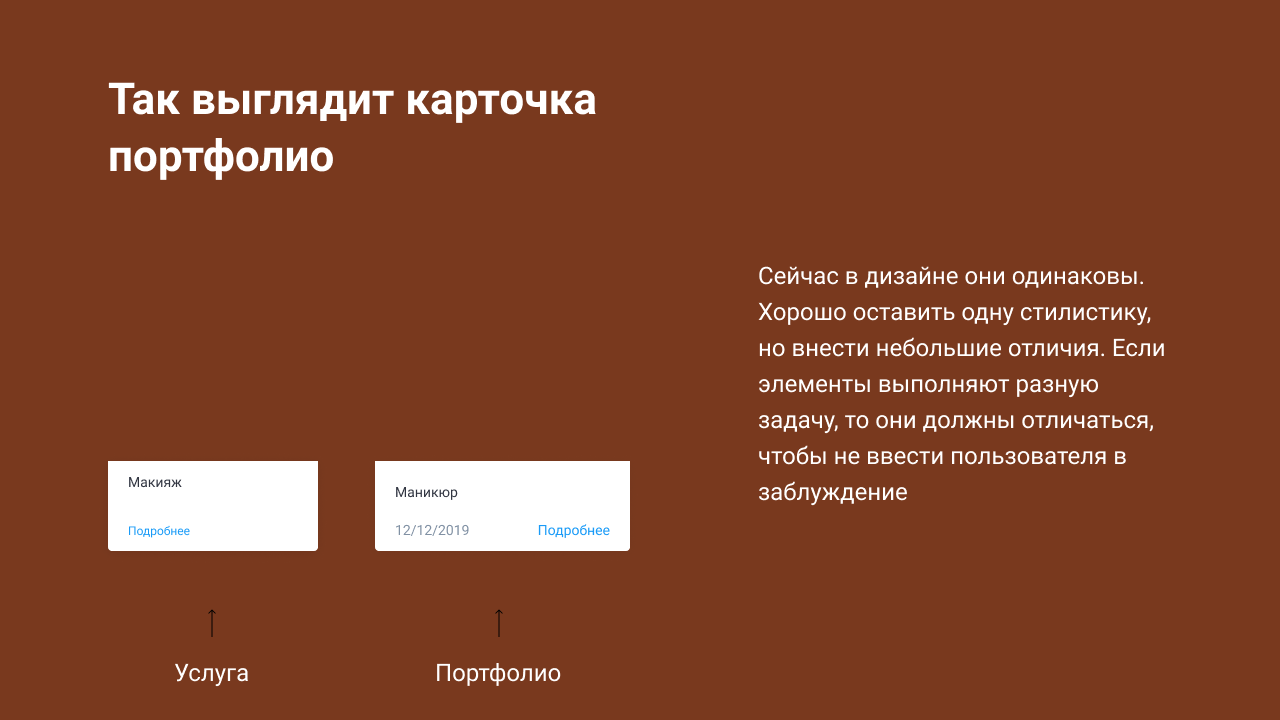 Так выглядит карточка
портфолио
Сейчас в дизайне они одинаковы.
Хорошо оставить одну стилистику,
но внести небольшие отличия. Если
элементы выполняют разную
задачу, то они должны отличаться,
чтобы не ввести пользователя в
заблуждение
Макияж
Подробнее
Маникюр
12/12/2019 Подробнее
Услуга
Портфолио